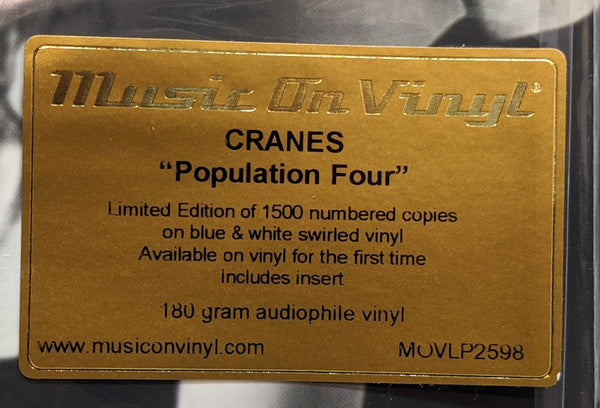 Music On Vinyl®
CRANES
“Population Four”
Limited Edition of 1500 numbered copies
on blue & white swirled vinyl
Available on vinyl for the first time
Includes insert
180 gram audiophile vinyl
www.musiconvinyl.com MOVLP2598